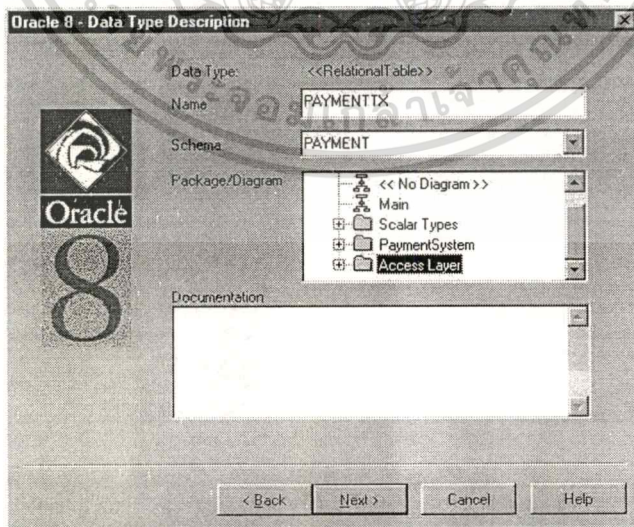 Oracle 8 - Data Type Description
Data Type: <<RelationalTable>>
Name PAYMENTTX
Schema PAYMENT
Package/Diagram
<< No Diagram >>
Main
Scalar Types
PaymentSystem
Access Layer
Oracle
8
Documentation
< Back Next > Cancel Help